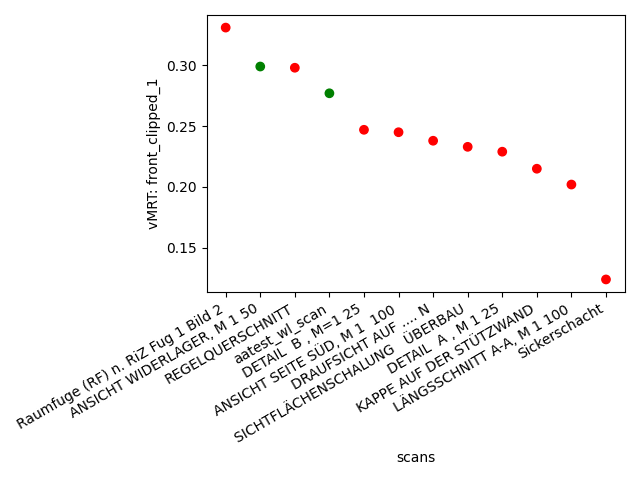 vMRT: front_clipped_1
0.30
0.25
0.20
0.15
Raumfuge (RF) n. RiZ Fug 1 Bild 2
ANSICHT WIDERLAGER, M 1 50
REGELQUERSCHNITT
aatest_wl_scan
DETAIL  B , M=1 25
ANSICHT SEITE SÜD, M 1  100
DRAUFSICHT AUF .... N
SICHTFLÄCHENSCHALUNG   ÜBERBAU
DETAIL  A , M 1 25
KAPPE AUF DER STÜTZWAND
LÄNGSSCHNITT A-A, M 1 100
Sickerschacht
scans